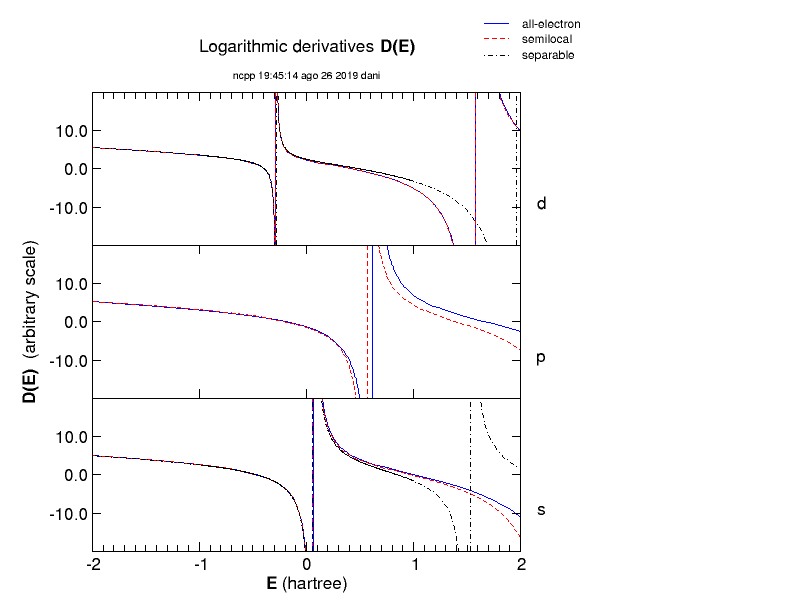 all-electron
semilocal
separable
Logarithmic derivatives D(E)
ncpp 19:45:14 ago 26 2019 dani
10.0
0.0
-10.0
d
10.0
0.0
-10.0
p
10.0
0.0
-10.0
s
D(E) (arbitrary scale)
-2 -1 0 1 2
E (hartree)